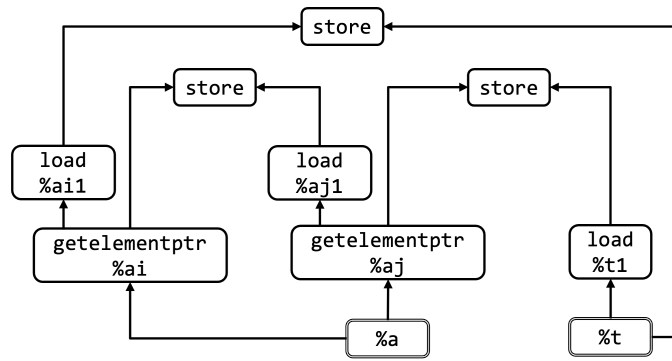 store
store
store
load
%ai1
load
%aj1
getelementptr
%ai
getelementptr
%aj
load
%t1
%a
%t